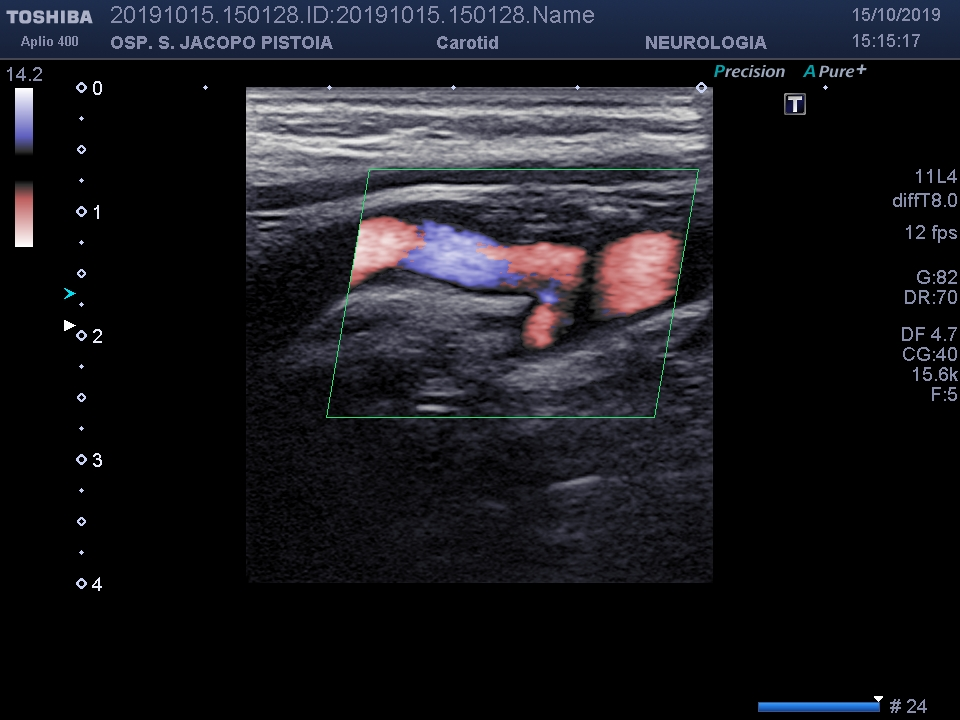 TOSHIBA 20191015.150128.ID:20191015.150128.Name 15/10/2019
Aplio 400 OSP. S. JACOPO PISTOIA Carotid NEUROLOGIA 15:15:17
14.2 Precision A Pure+
T
0
1
2
3
4
11L4
diffT8.0
12 fps
G:82
DR:70
DF 4.7
CG:40
15.6k
F:5
# 24